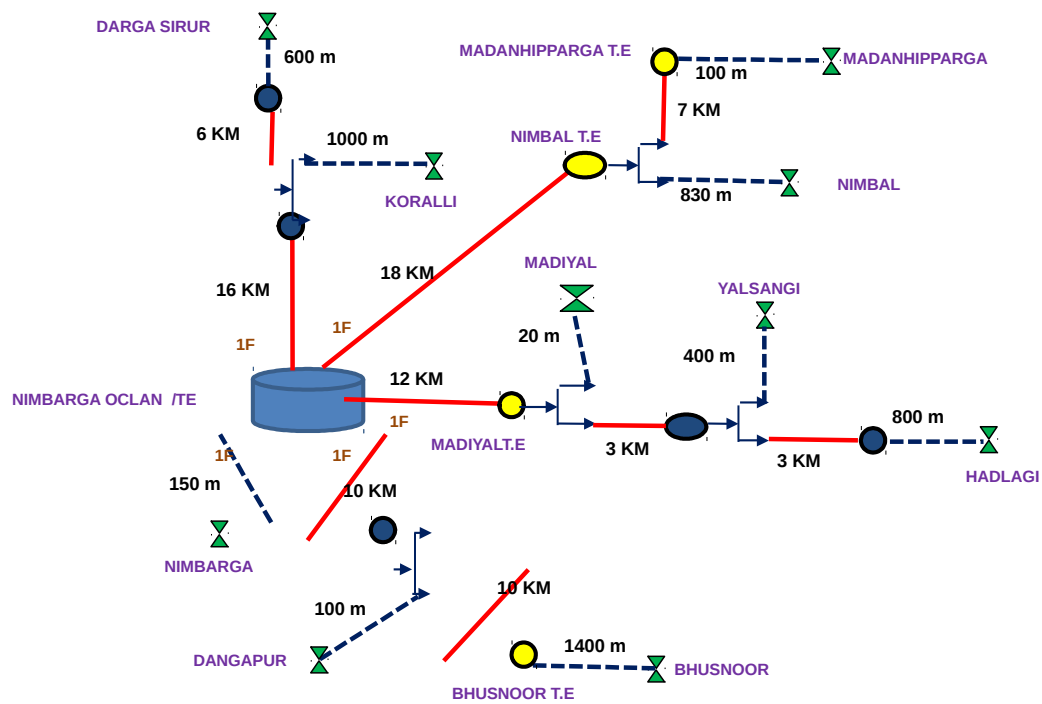 DARGA SIRUR
600 m
MADANHIPPARGA T.E
MADANHIPPARGA
100 m
6 KM
7 KM
1000 m
NIMBAL T.E
KORALLI
830 m
NIMBAL
16 KM
18 KM
MADIYAL
YALSANGI
1F
1F
20 m
400 m
NIMBARGA OCLAN /TE
12 KM
1F
MADIYALT.E
3 KM
800 m
3 KM
HADLAGI
1F
1F
150 m
10 KM
NIMBARGA
100 m
10 KM
DANGAPUR
1400 m
BHUSNOOR
BHUSNOOR T.E